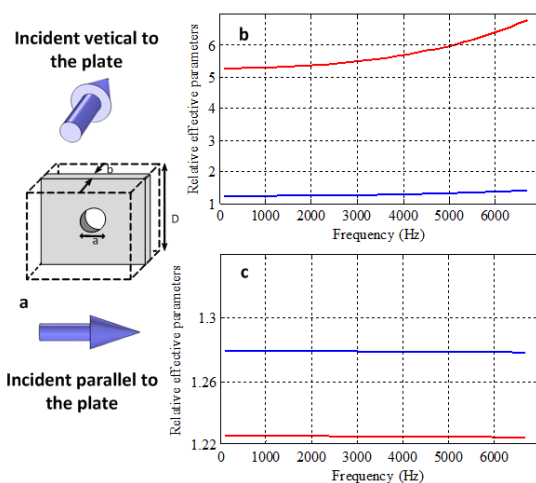 Incident vetical to
the plate
b
D
a
a
Incident parallel to
the plate
b
Relative effective parameters
6
5
4
3
2
1
0
1000
2000
3000
4000
5000
6000
Frequency (Hz)
c
Relative effective parameters
1.3
1.26
1.22
0
1000
2000
3000
4000
5000
6000
Frequency (Hz)